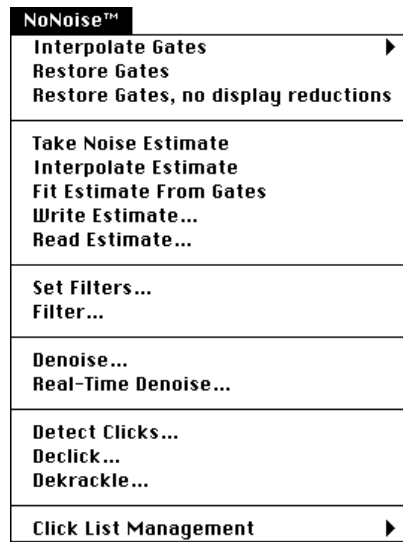 NoNoise™
Interpolate Gates
Restore Gates
Restore Gates, no display reductions
Take Noise Estimate
Interpolate Estimate
Fit Estimate From Gates
Write Estimate...
Read Estimate...
Set Filters...
Filter...
Denoise...
Real-Time Denoise...
Detect Clicks...
Declick...
Dekrackle...
Click List Management